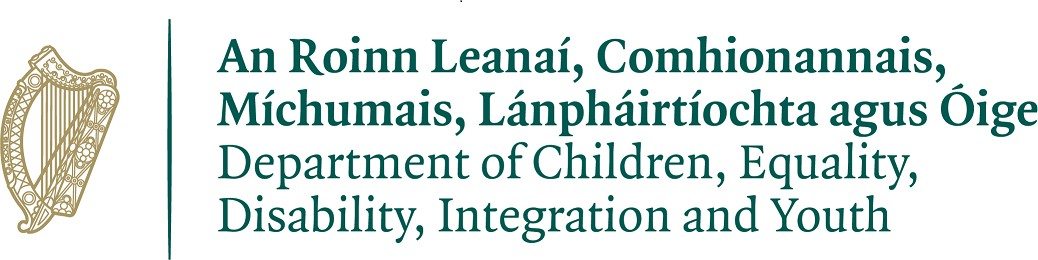 An Roinn Leanaí, Comhionannais,
Míchumais, Lánpháirtíochta agus Óige
Department of Children, Equality,
Disability, Integration and Youth